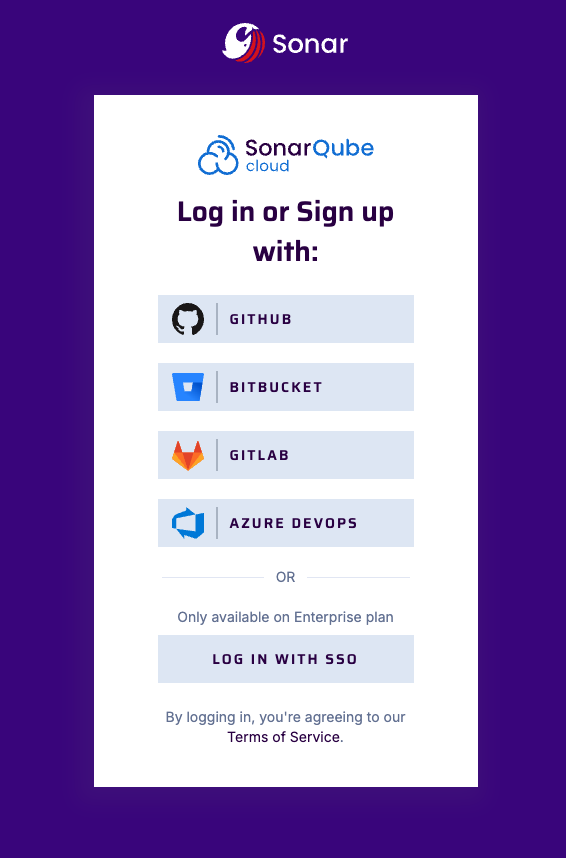 Sonar
SonarQube
cloud
Log in or Sign up
with:
GITHUB
BITBUCKET
GITLAB
AZURE DEVOPS
OR
Only available on Enterprise plan
LOG IN WITH SSO
By logging in, you're agreeing to our
Terms of Service.